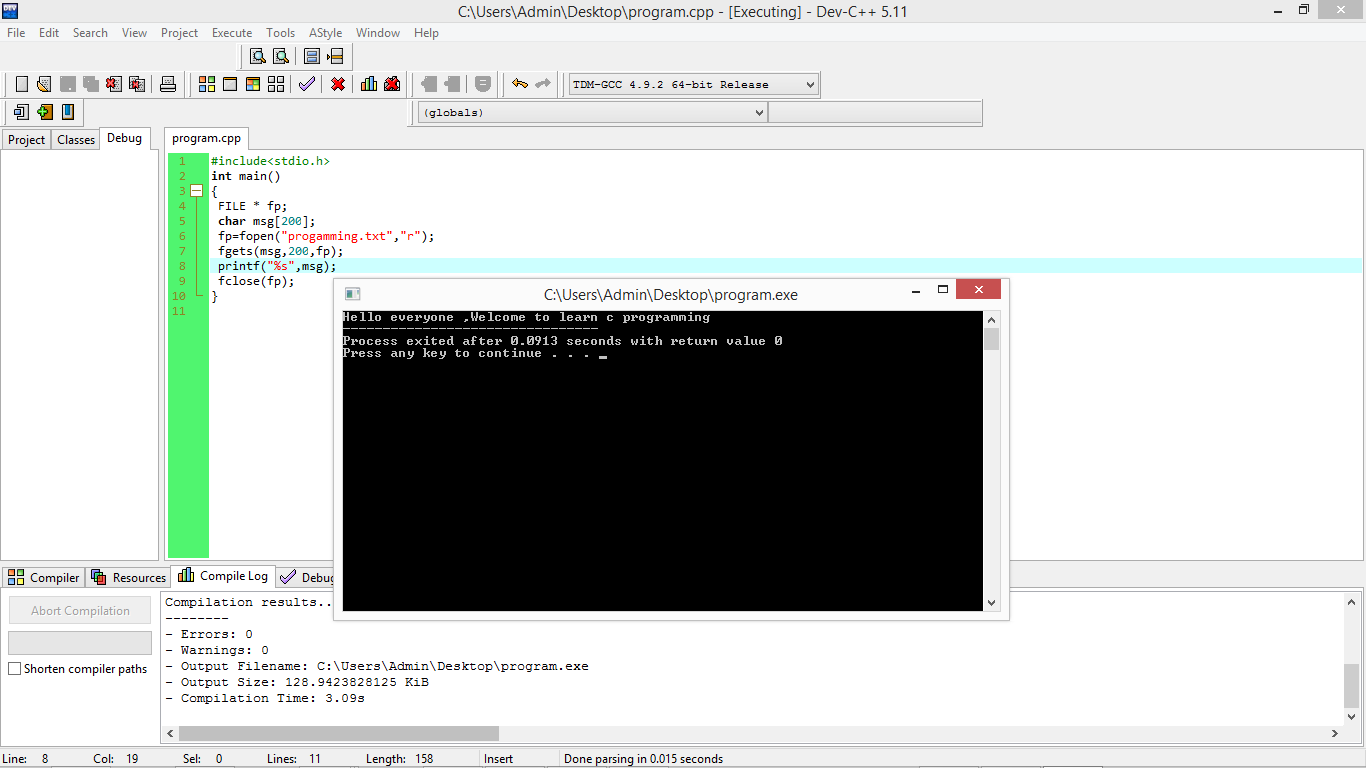 C:\Users\Admin\Desktop\program.cpp - [Executing] - Dev-C++ 5.11
File Edit Search View Project Execute Tools AStyle Window Help
TDM-GCC 4.9.2 64-bit Release
(globals)
Project Classes Debug
program.cpp
1 #include<stdio.h>
2 int main()
3 {
4 FILE * fp;
5 char msg[200];
6 fp=fopen("progamming.txt","r");
7 fgets(msg,200,fp);
8 printf("%s",msg);
9 fclose(fp);
10 }
11
C:\Users\Admin\Desktop\program.exe
Hello everyone ,Welcome to learn c programming
--------------------------------
Process exited after 0.0913 seconds with return value 0
Press any key to continue . . . _
Compiler Resources Compile Log Debug
Abort Compilation
Shorten compiler paths
Compilation results..
--------
- Errors: 0
- Warnings: 0
- Output Filename: C:\Users\Admin\Desktop\program.exe
- Output Size: 128.9423828125 KiB
- Compilation Time: 3.09s
Line: 8 Col: 19 Sel: 0 Lines: 11 Length: 158 Insert Done parsing in 0.015 seconds